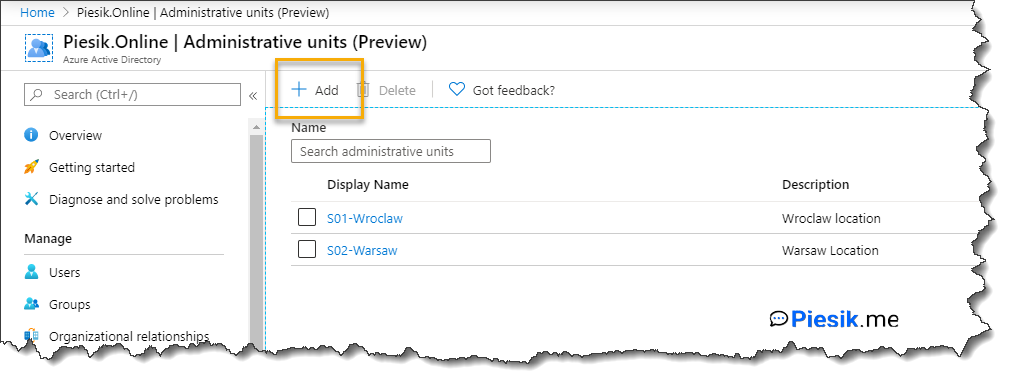 Home > Piesik.Online | Administrative units (Preview)
Piesik.Online | Administrative units (Preview)
Azure Active Directory
Search (Ctrl+/)
«
+ Add
Delete
Got feedback?
Overview
Getting started
Diagnose and solve problems
Manage
Users
Groups
Organizational relationships
Name
Search administrative units
Display Name Description
S01-Wroclaw Wroclaw location
S02-Warsaw Warsaw Location
Piesik.me